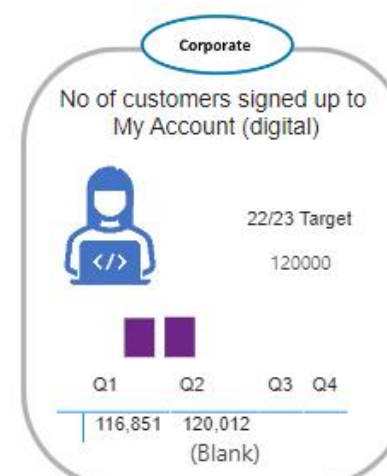 Corporate
No of customers signed up to
My Account (digital)
22/23 Target
</>
120000
Q1 Q2 Q3 Q4
116,851 120,012
(Blank)